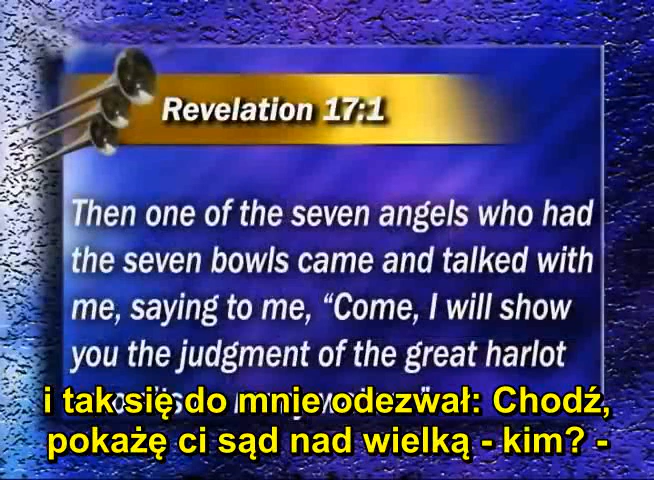 Revelation 17:1
Then one of the seven angels who had
the seven bowls came and talked with
me, saying to me, “Come, I will show
you the judgment of the great harlot
i tak się do mnie odezwał: Chodź,
pokażę ci sąd nad wielką - kim? -